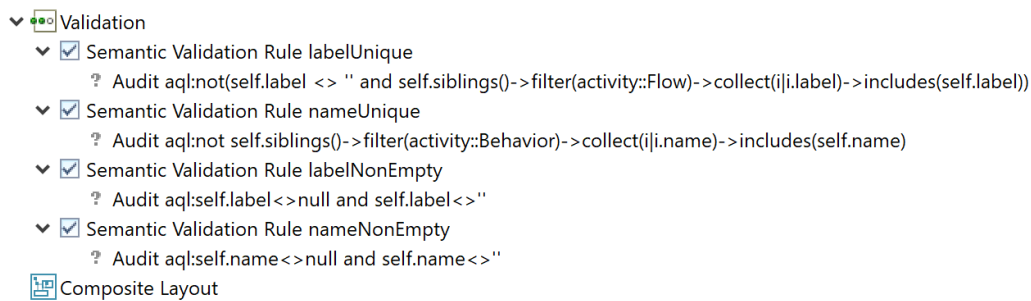 Validation
Semantic Validation Rule labelUnique
? Audit aql:not(self.label <> '' and self.siblings()->filter(activity::Flow)->collect(i|i.label)->includes(self.label))
Semantic Validation Rule nameUnique
? Audit aql:not self.siblings()->filter(activity::Behavior)->collect(i|i.name)->includes(self.name)
Semantic Validation Rule labelNonEmpty
? Audit aql:self.label<>null and self.label<>''
Semantic Validation Rule nameNonEmpty
? Audit aql:self.name<>null and self.name<>''
Composite Layout